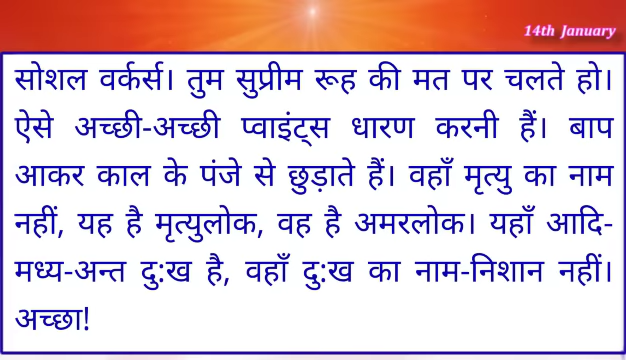 14th January
सोशल वर्कर्स। तुम सुप्रीम रूह की मत पर चलते हो।
ऐसे अच्छी-अच्छी प्वाइंट्स धारण करनी हैं। बाप
आकर काल के पंजे से छुड़ाते हैं। वहाँ मृत्यु का नाम
नहीं, यह है मृत्युलोक, वह है अमरलोक। यहाँ आदि-
मध्य-अन्त दु:ख है, वहाँ दु:ख का नाम-निशान नहीं।
अच्छा!